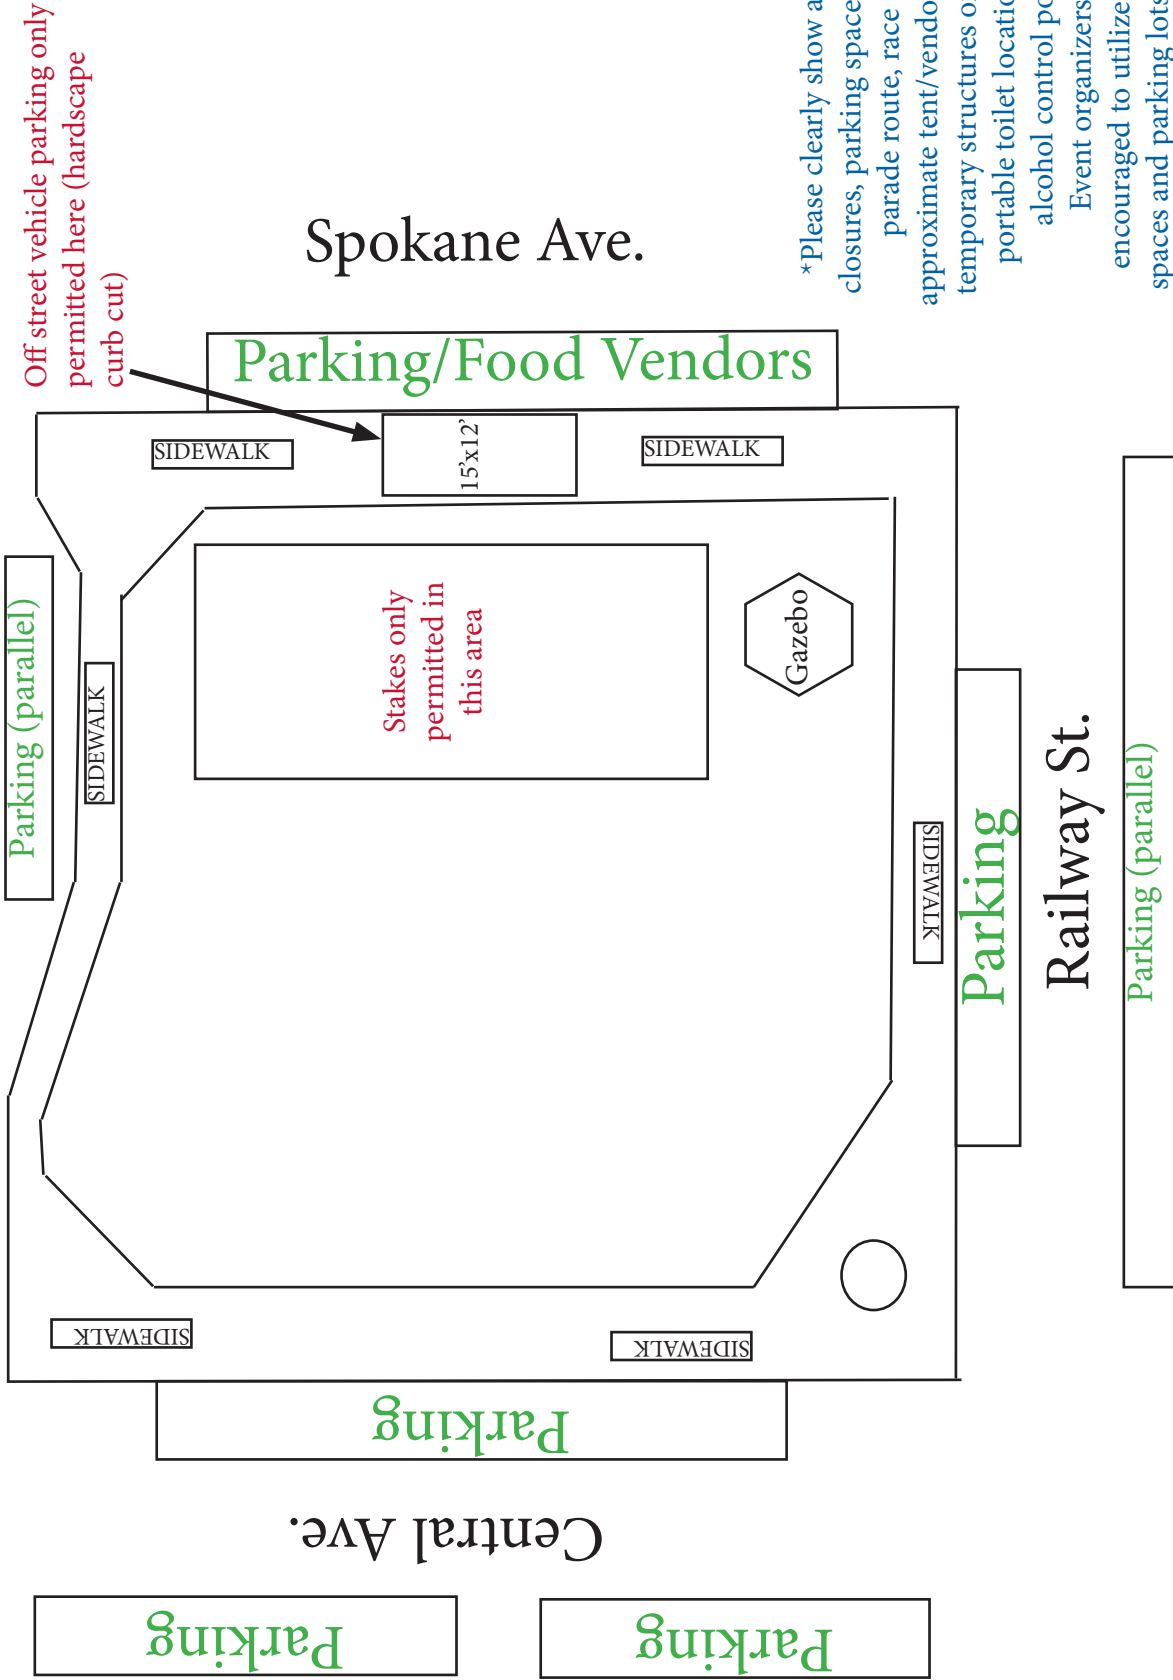 Off street vehicle parking only
permitted here (hardscape
curb cut)
Spokane Ave.
Parking/Food Vendors
SIDEWALK
15'x12'
SIDEWALK
Parking (parallel)
SIDEWALK
Stakes only
permitted in
this area
Gazebo
SIDEWALK
Parking
Railway St.
Parking (parallel)
SIDEWALK
SIDEWALK
Parking
Central Ave.
Parking
Parking
*Please clearly show a
closures, parking space
parade route, race
approximate tent/vendo
temporary structures o
portable toilet locatio
alcohol control po
Event organizers
encouraged to utilize
spaces and parking lots